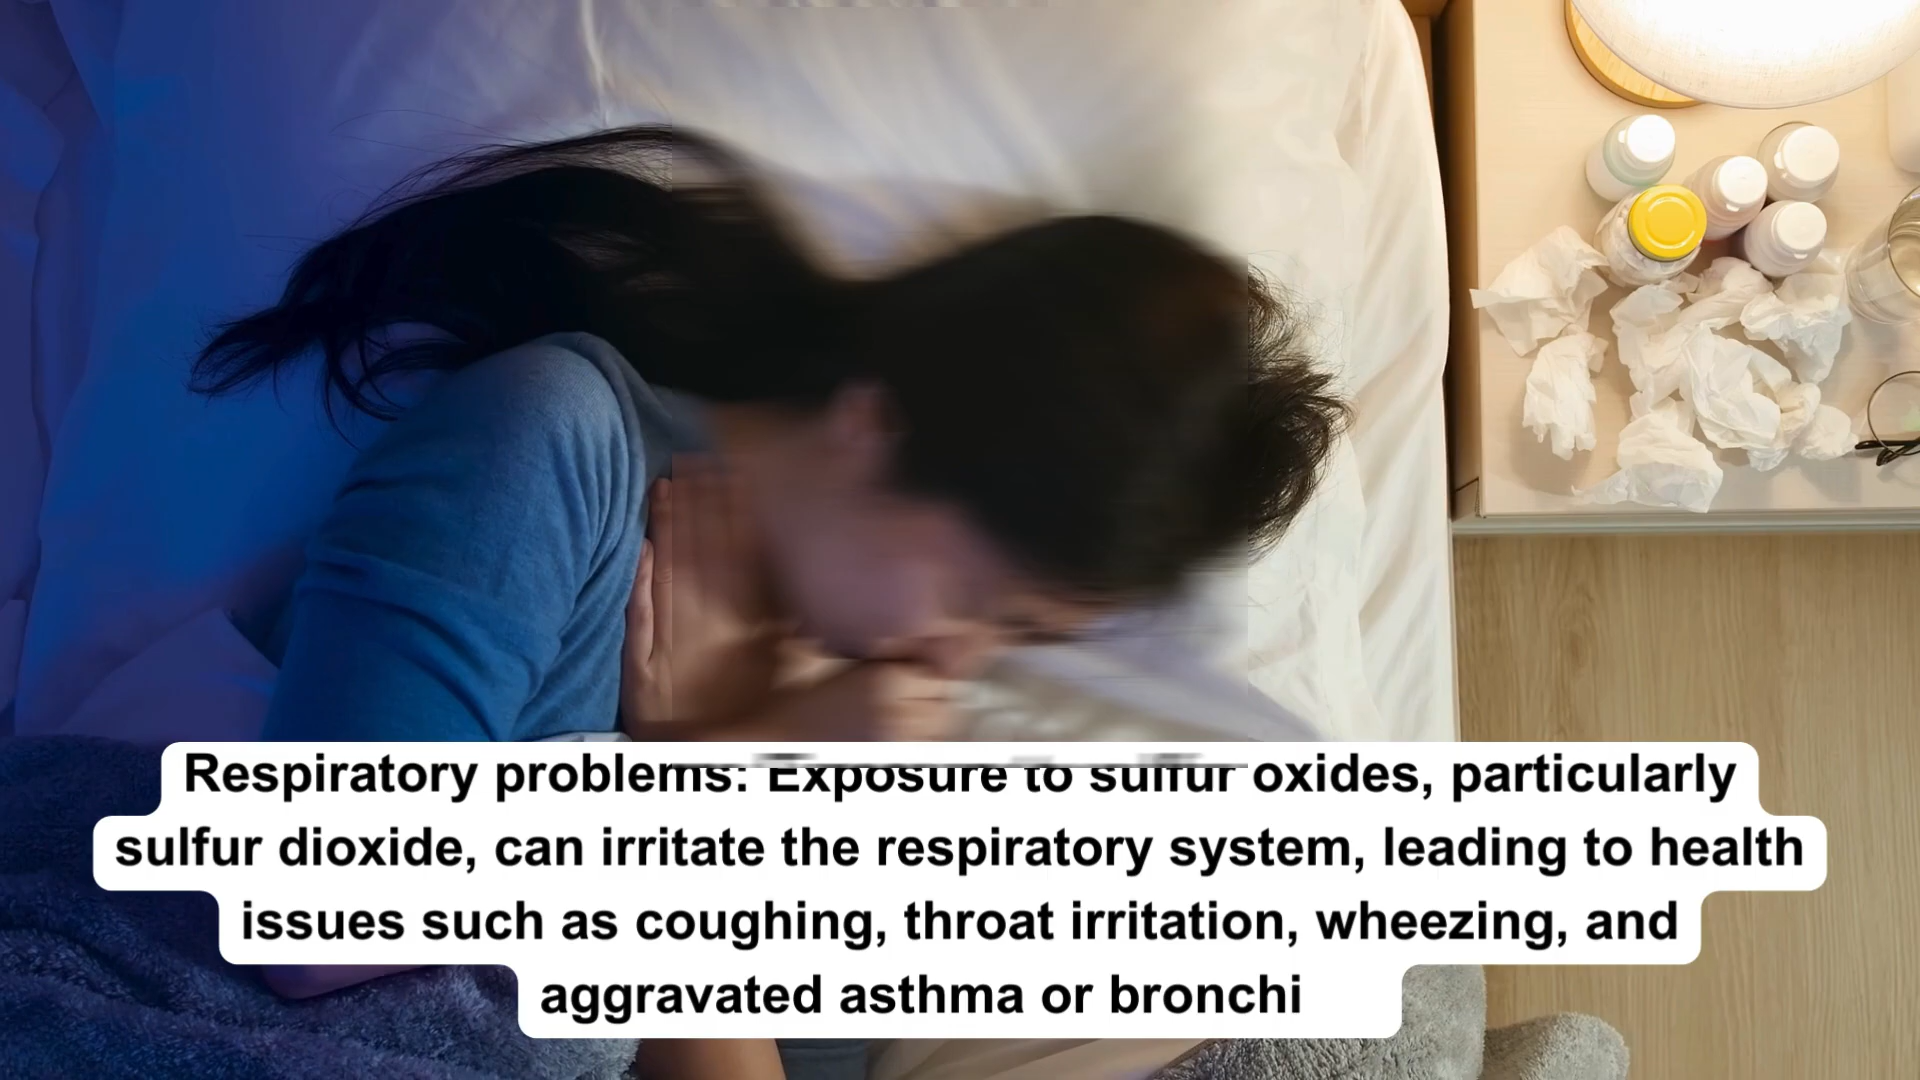 Respiratory problems: Exposure to sulfur oxides, particularly
sulfur dioxide, can irritate the respiratory system, leading to health
issues such as coughing, throat irritation, wheezing, and
aggravated asthma or bronchi